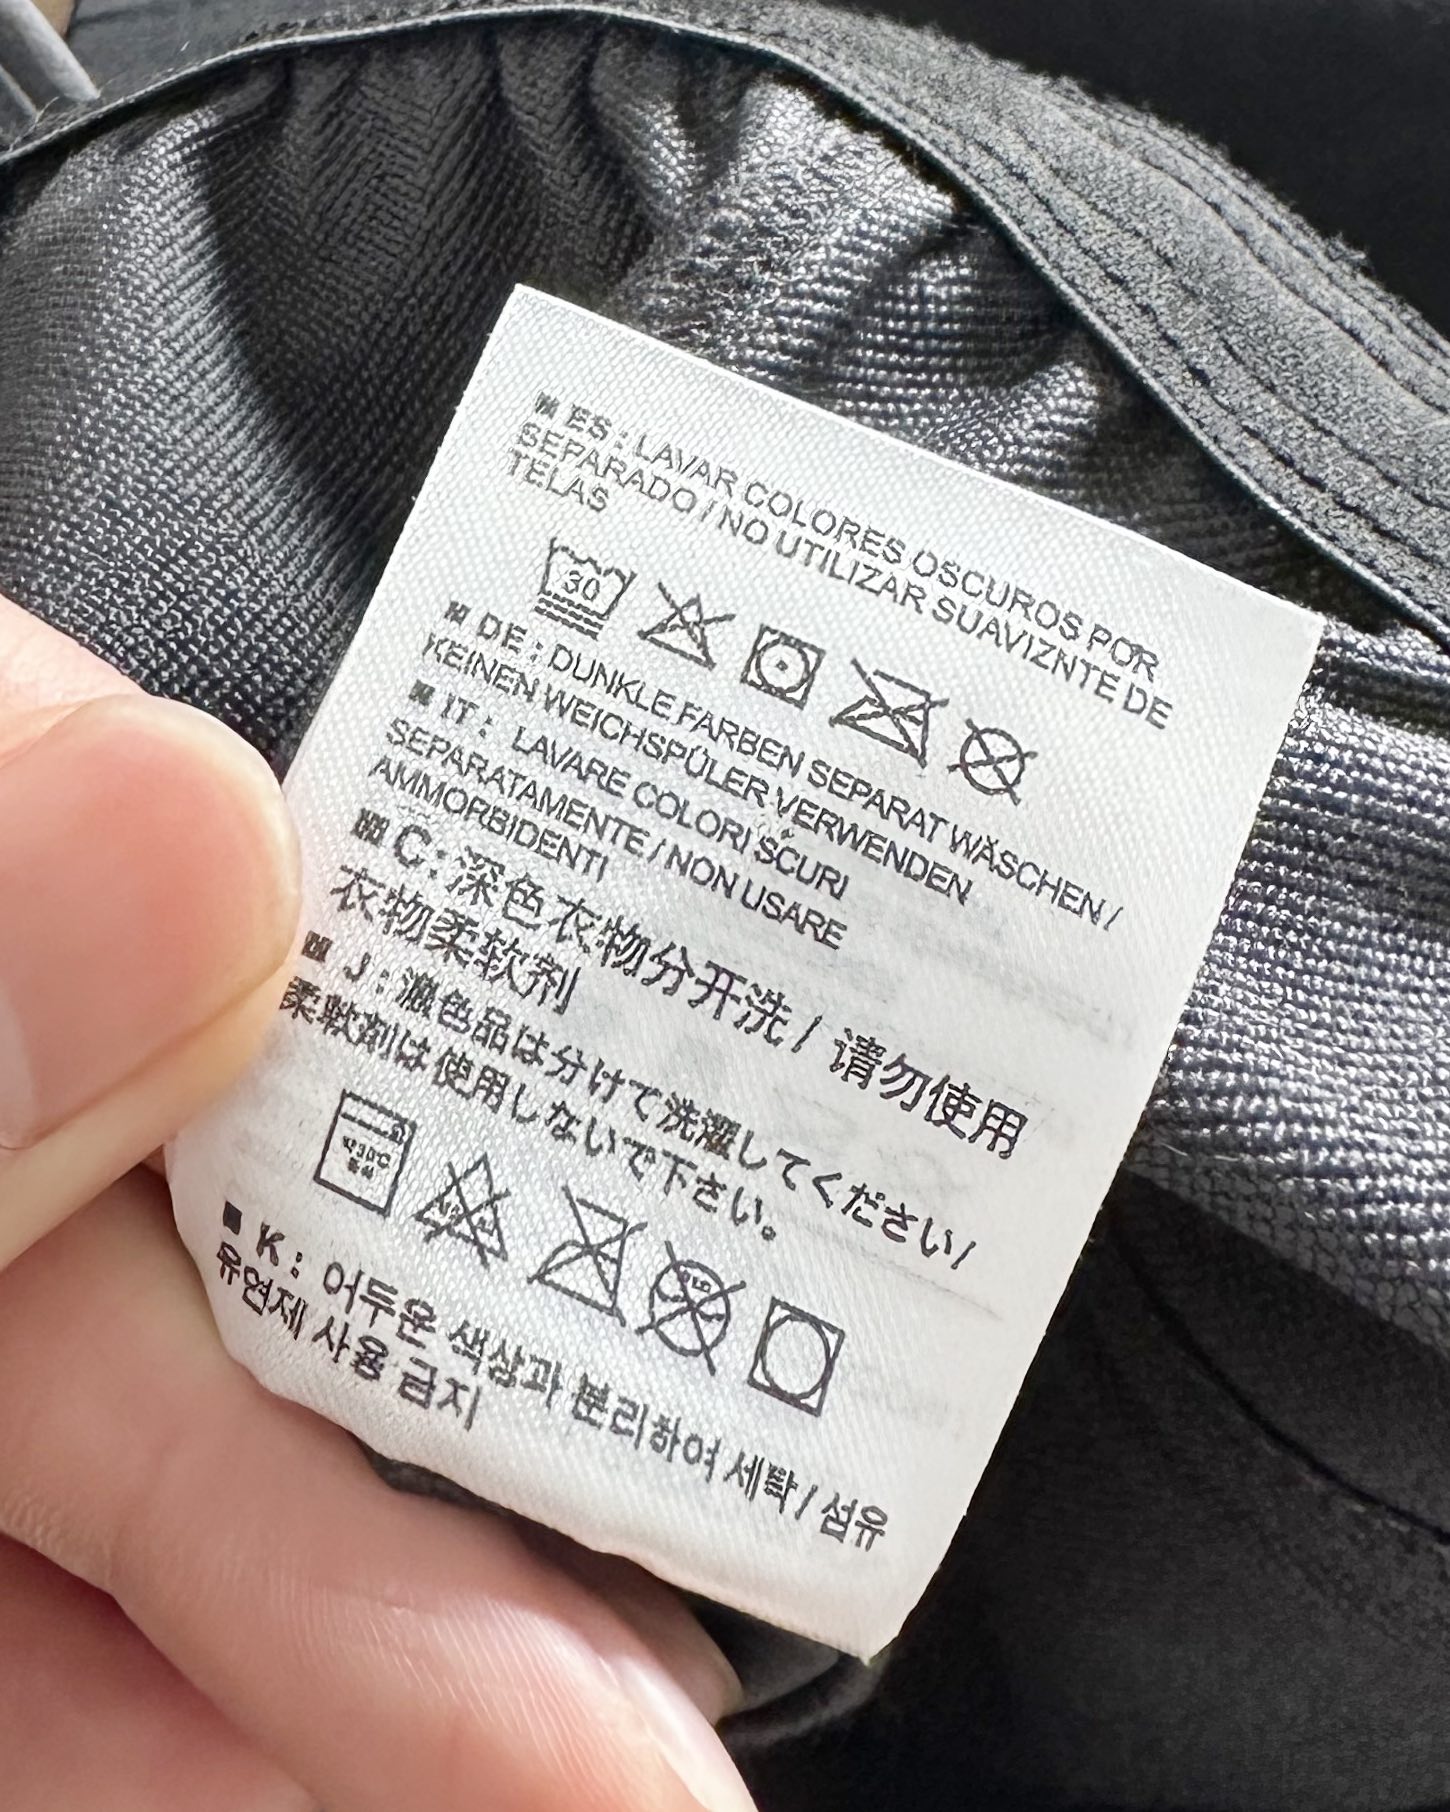 ES : LAVAR COLORES OSCUROS POR
SEPARADO / NO UTILIZAR SUAVIZNTE DE
TELAS
30
DE : DUNKLE FARBEN SEPARAT WÄSCHEN /
KEINEN WEICHSPÜLER VERWENDEN
IT : LAVARE COLORI SCURI
SEPARATAMENTE / NON USARE
AMMORBIDENTI
C : 深色衣物分开洗 / 请勿使用
衣物柔软剂
J : 濃色品は分けて洗濯してください/
柔軟剤は使用しないで下さい。
K : 어두운 색상과 분리하여 세탁 / 섬유
유연제 사용 금지